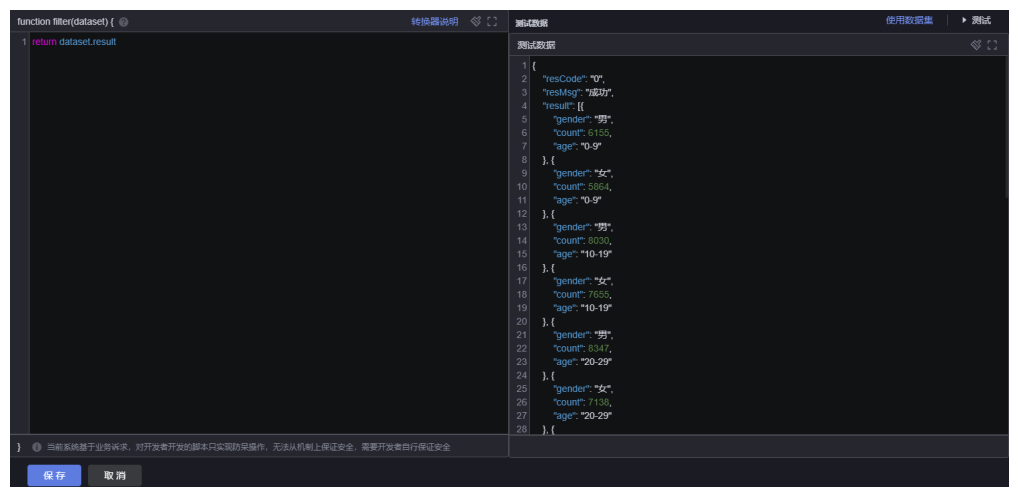 function filter(dataset) {
转换器说明
1 return dataset.result
} 当前系统基于业务诉求，对开发者开发的脚本只实现防呆操作，无法从机制上保证安全，需要开发者自行保证安全
保存 取消
测试数据 使用数据集 测试
测试数据
1 {
2 "resCode": "0",
3 "resMsg": "成功",
4 "result": [{
5 "gender": "男",
6 "count": 6155,
7 "age": "0-9"
8 }, {
9 "gender": "女",
10 "count": 5864,
11 "age": "0-9"
12 }, {
13 "gender": "男",
14 "count": 8030,
15 "age": "10-19"
16 }, {
17 "gender": "女",
18 "count": 7655,
19 "age": "10-19"
20 }, {
21 "gender": "男",
22 "count": 8347,
23 "age": "20-29"
24 }, {
25 "gender": "女",
26 "count": 7138,
27 "age": "20-29"
28 }, {